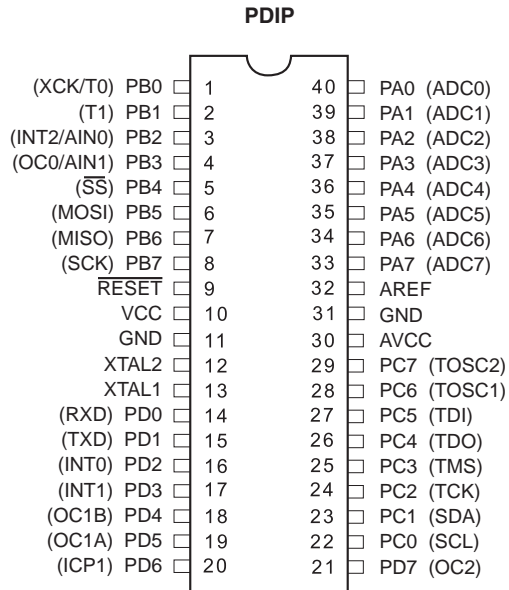 PDIP
(XCK/T0) PB0 1 40 PA0 (ADC0)
(T1) PB1 2 39 PA1 (ADC1)
(INT2/AIN0) PB2 3 38 PA2 (ADC2)
(OC0/AIN1) PB3 4 37 PA3 (ADC3)
(SS) PB4 5 36 PA4 (ADC4)
(MOSI) PB5 6 35 PA5 (ADC5)
(MISO) PB6 7 34 PA6 (ADC6)
(SCK) PB7 8 33 PA7 (ADC7)
RESET 9 32 AREF
VCC 10 31 GND
GND 11 30 AVCC
XTAL2 12 29 PC7 (TOSC2)
XTAL1 13 28 PC6 (TOSC1)
(RXD) PD0 14 27 PC5 (TDI)
(TXD) PD1 15 26 PC4 (TDO)
(INT0) PD2 16 25 PC3 (TMS)
(INT1) PD3 17 24 PC2 (TCK)
(OC1B) PD4 18 23 PC1 (SDA)
(OC1A) PD5 19 22 PC0 (SCL)
(ICP1) PD6 20 21 PD7 (OC2)